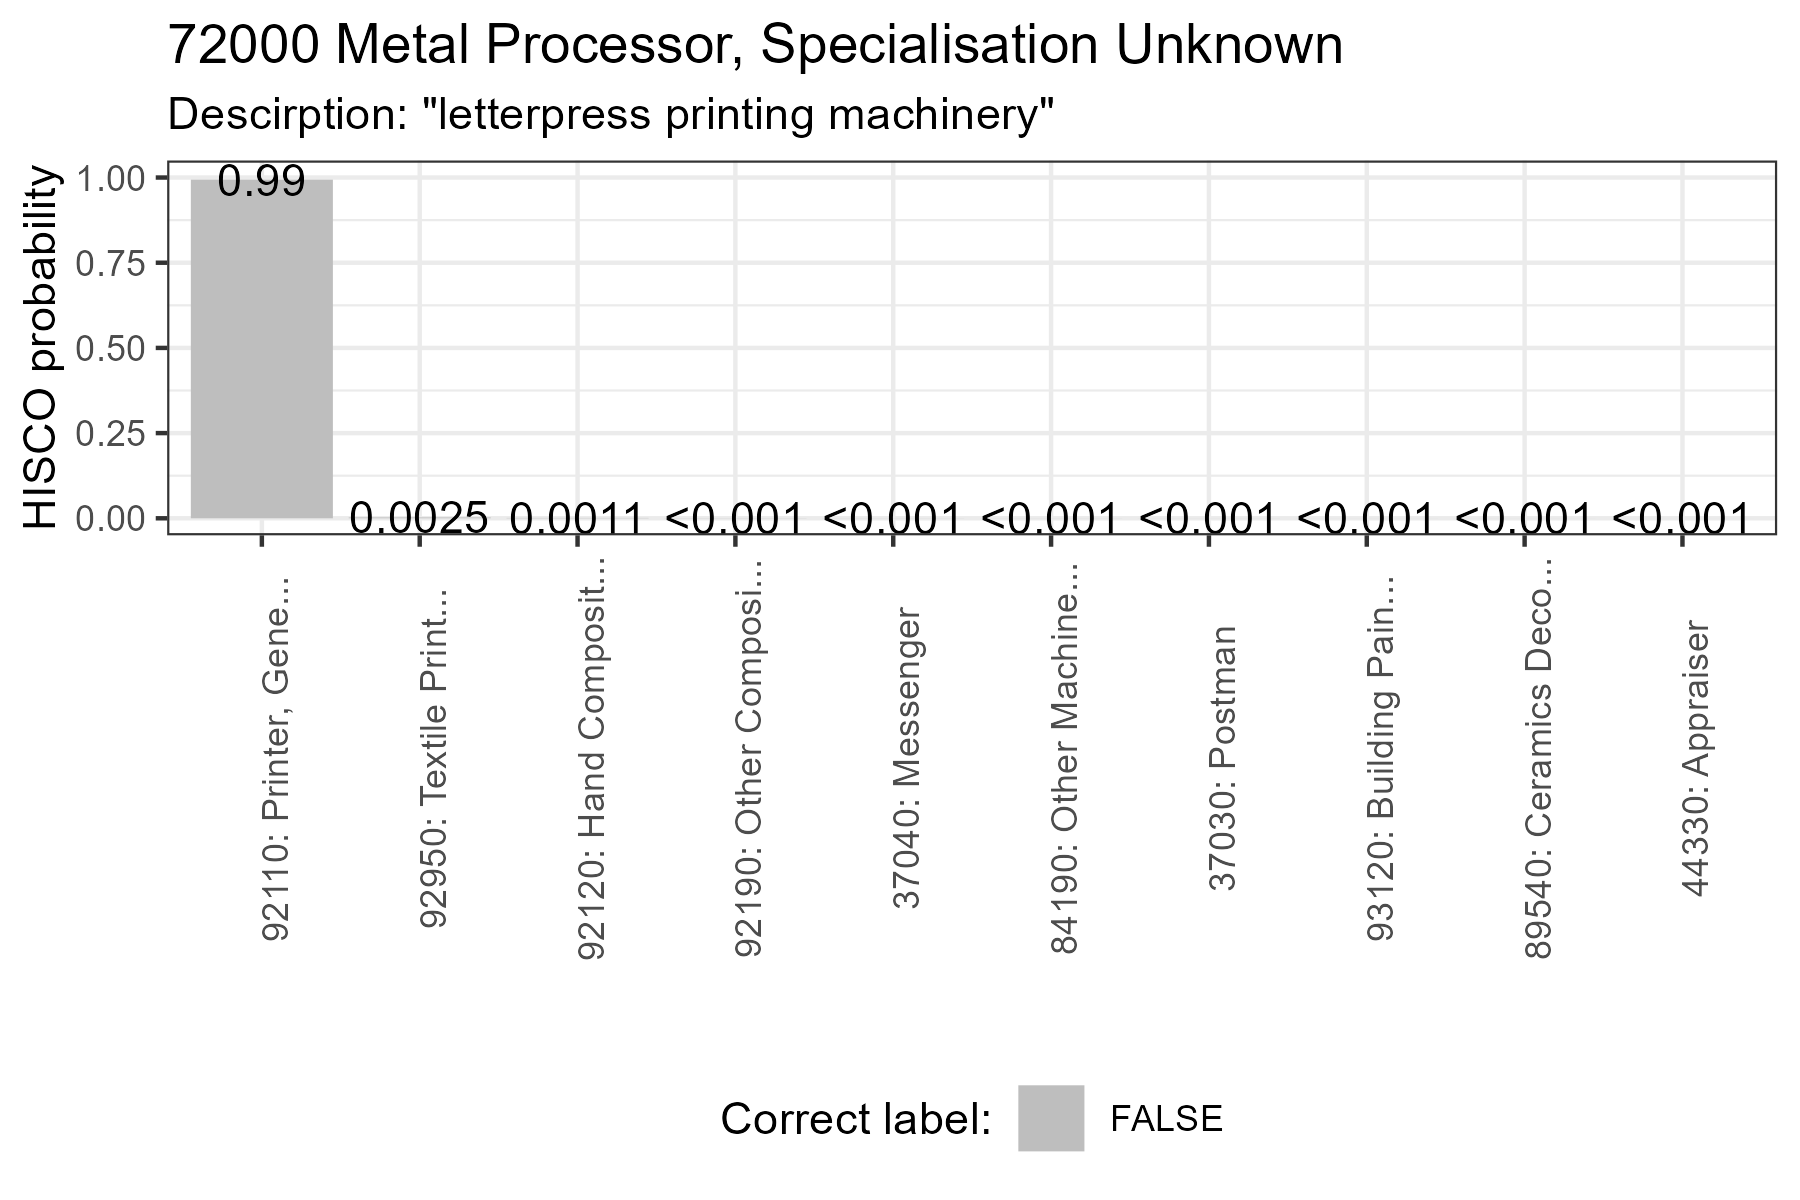 72000 Metal Processor, Specialisation Unknown
Descirption: "letterpress printing machinery"
HISCO probability
1.00
0.75
0.50
0.25
0.00
0.99
0.0025
0.0011
<0.001
<0.001
<0.001
<0.001
<0.001
<0.001
<0.001
92110: Printer, Gene...
92950: Textile Print...
92120: Hand Composit...
92190: Other Composi...
37040: Messenger
84190: Other Machine...
37030: Postman
93120: Building Pain...
89540: Ceramics Deco...
44330: Appraiser
Correct label: FALSE